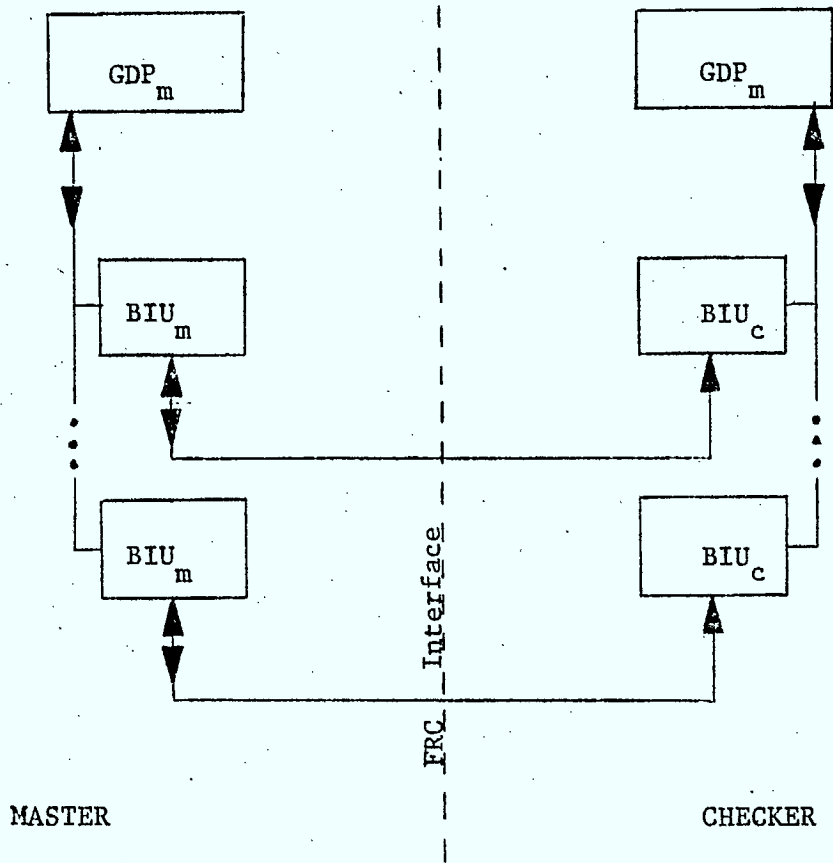 GDPm
GDPm
BIUm
BIUc
BIUm
BIUc
FRC Interface
MASTER
CHECKER